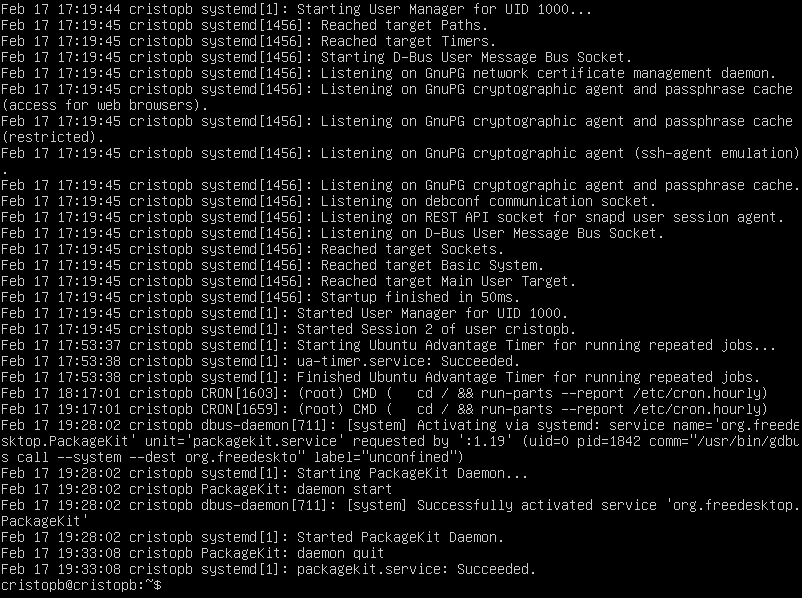 Feb 17 17:19:44 cristopb systemd[1]: Starting User Manager for UID 1000...
Feb 17 17:19:45 cristopb systemd[1456]: Reached target Paths.
Feb 17 17:19:45 cristopb systemd[1456]: Reached target Timers.
Feb 17 17:19:45 cristopb systemd[1456]: Starting D-Bus User Message Bus Socket.
Feb 17 17:19:45 cristopb systemd[1456]: Listening on GnuPG network certificate management daemon.
Feb 17 17:19:45 cristopb systemd[1456]: Listening on GnuPG cryptographic agent and passphrase cache
(access for web browsers).
Feb 17 17:19:45 cristopb systemd[1456]: Listening on GnuPG cryptographic agent and passphrase cache
(restricted).
Feb 17 17:19:45 cristopb systemd[1456]: Listening on GnuPG cryptographic agent (ssh-agent emulation)
.
Feb 17 17:19:45 cristopb systemd[1456]: Listening on GnuPG cryptographic agent and passphrase cache.
Feb 17 17:19:45 cristopb systemd[1456]: Listening on debconf communication socket.
Feb 17 17:19:45 cristopb systemd[1456]: Listening on REST API socket for snapd user session agent.
Feb 17 17:19:45 cristopb systemd[1456]: Listening on D-Bus User Message Bus Socket.
Feb 17 17:19:45 cristopb systemd[1456]: Reached target Sockets.
Feb 17 17:19:45 cristopb systemd[1456]: Reached target Basic System.
Feb 17 17:19:45 cristopb systemd[1456]: Reached target Main User Target.
Feb 17 17:19:45 cristopb systemd[1456]: Startup finished in 50ms.
Feb 17 17:19:45 cristopb systemd[1]: Started User Manager for UID 1000.
Feb 17 17:19:45 cristopb systemd[1]: Started Session 2 of user cristopb.
Feb 17 17:53:37 cristopb systemd[1]: Starting Ubuntu Advantage Timer for running repeated jobs...
Feb 17 17:53:38 cristopb systemd[1]: ua-timer.service: Succeeded.
Feb 17 17:53:38 cristopb systemd[1]: Finished Ubuntu Advantage Timer for running repeated jobs.
Feb 17 18:17:01 cristopb CRON[1603]: (root) CMD (   cd / && run-parts --report /etc/cron.hourly)
Feb 17 19:17:01 cristopb CRON[1659]: (root) CMD (   cd / && run-parts --report /etc/cron.hourly)
Feb 17 19:28:02 cristopb dbus-daemon[711]: [system] Activating via systemd: service name='org.freede
sktop.PackageKit' unit='packagekit.service' requested by ':1.19' (uid=0 pid=1842 comm="/usr/bin/gdbu
s call --system --dest org.freedeskto" label="unconfined")
Feb 17 19:28:02 cristopb systemd[1]: Starting PackageKit Daemon...
Feb 17 19:28:02 cristopb PackageKit: daemon start
Feb 17 19:28:02 cristopb dbus-daemon[711]: [system] Successfully activated service 'org.freedesktop.
PackageKit'
Feb 17 19:28:02 cristopb systemd[1]: Started PackageKit Daemon.
Feb 17 19:33:08 cristopb PackageKit: daemon quit
Feb 17 19:33:08 cristopb systemd[1]: packagekit.service: Succeeded.
cristopb@cristopb:~$